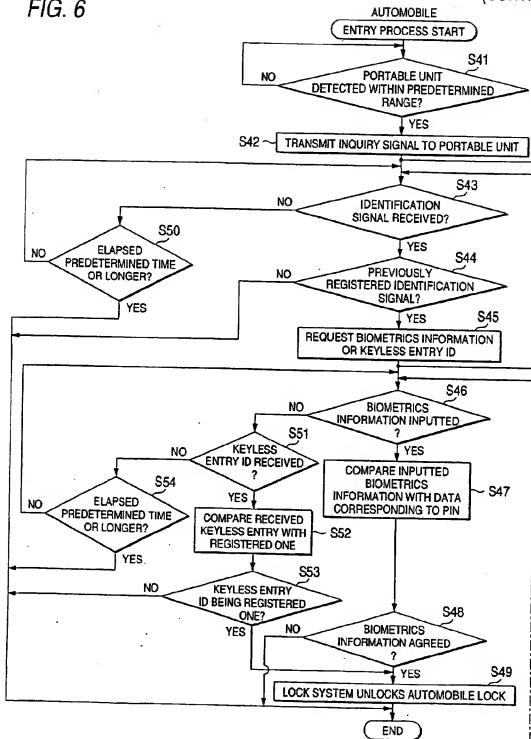 FIG. 6
AUTOMOBILE
ENTRY PROCESS START
S41
PORTABLE UNIT
DETECTED WITHIN PREDETERMINED
RANGE?
NO
YES
S42
TRANSMIT INQUIRY SIGNAL TO PORTABLE UNIT
S43
IDENTIFICATION
SIGNAL RECEIVED?
NO
YES
S50
ELAPSED
PREDETERMINED TIME
OR LONGER?
NO
YES
S44
PREVIOUSLY
REGISTERED IDENTIFICATION
SIGNAL?
NO
YES
S45
REQUEST BIOMETRICS INFORMATION
OR KEYLESS ENTRY ID
S46
BIOMETRICS
INFORMATION INPUTTED
?
NO
YES
S51
KEYLESS
ENTRY ID RECEIVED
?
NO
YES
COMPARE INPUTTED
BIOMETRICS
INFORMATION WITH DATA
CORRESPONDING TO PIN
S47
S54
ELAPSED
PREDETERMINED TIME
OR LONGER?
NO
YES
COMPARE RECEIVED
KEYLESS ENTRY WITH
REGISTERED ONE
S52
S53
KEYLESS ENTRY
ID BEING REGISTERED
ONE?
NO
YES
S48
BIOMETRICS
INFORMATION AGREED
?
NO
YES
S49
LOCK SYSTEM UNLOCKS AUTOMOBILE LOCK
END